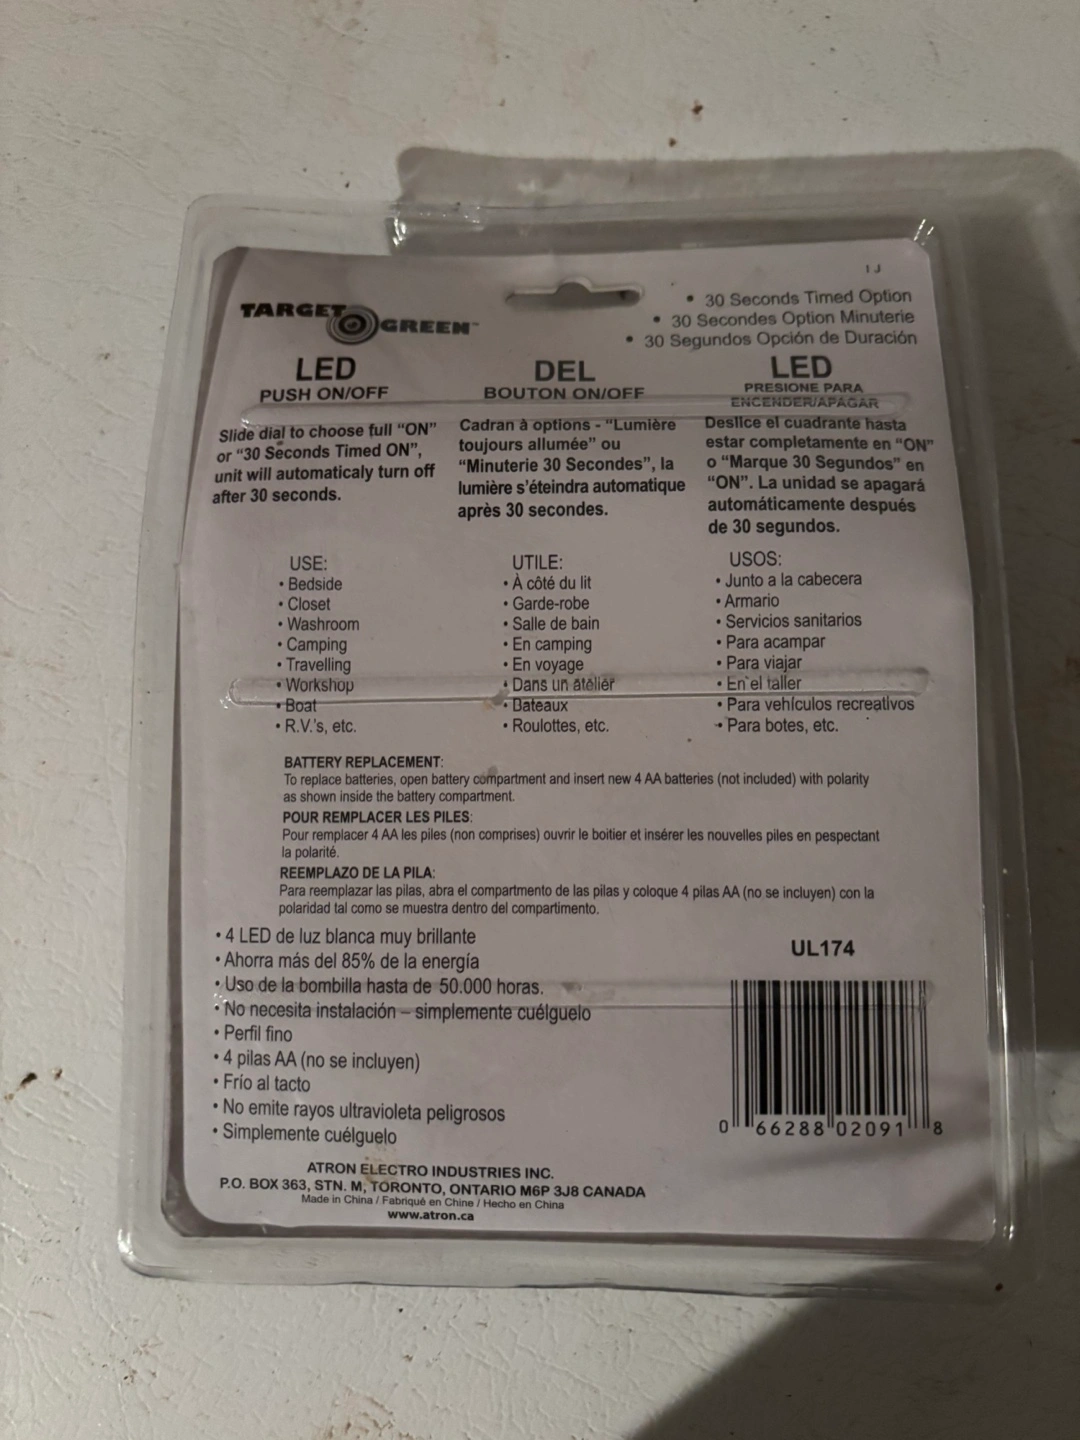 1 J
TARGET GREEN™
• 30 Seconds Timed Option
• 30 Secondes Option Minuterie
• 30 Segundos Opción de Duración
LED
PUSH ON/OFF
Slide dial to choose full “ON”
or “30 Seconds Timed ON”,
unit will automaticaly turn off
after 30 seconds.
DEL
BOUTON ON/OFF
Cadran à options - “Lumière
toujours allumée” ou
“Minuterie 30 Secondes”, la
lumière s’éteindra automatique
après 30 secondes.
LED
PRESIONE PARA
ENCENDER/APAGAR
Deslice el cuadrante hasta
estar completamente en “ON”
o “Marque 30 Segundos” en
“ON”. La unidad se apagará
automáticamente después
de 30 segundos.
USE:
• Bedside
• Closet
• Washroom
• Camping
• Travelling
• Workshop
• Boat
• R.V.’s, etc.
UTILE:
• À côté du lit
• Garde-robe
• Salle de bain
• En camping
• En voyage
• Dans un atélier
• Bateaux
• Roulottes, etc.
USOS:
• Junto a la cabecera
• Armario
• Servicios sanitarios
• Para acampar
• Para viajar
• En el taller
• Para vehículos recreativos
• Para botes, etc.
BATTERY REPLACEMENT:
To replace batteries, open battery compartment and insert new 4 AA batteries (not included) with polarity
as shown inside the battery compartment.
POUR REMPLACER LES PILES:
Pour remplacer 4 AA les piles (non comprises) ouvrir le boitier et insérer les nouvelles piles en pespectant
la polarité.
REEMPLAZO DE LA PILA:
Para reemplazar las pilas, abra el compartmento de las pilas y coloque 4 pilas AA (no se incluyen) con la
polaridad tal como se muestra dentro del compartimento.
• 4 LED de luz blanca muy brillante
• Ahorra más del 85% de la energía
• Uso de la bombilla hasta de 50.000 horas.
• No necesita instalación – simplemente cuélguelo
• Perfil fino
• 4 pilas AA (no se incluyen)
• Frío al tacto
• No emite rayos ultravioleta peligrosos
• Simplemente cuélguelo
UL174
0 66288 02091 8
ATRON ELECTRO INDUSTRIES INC.
P.O. BOX 363, STN. M, TORONTO, ONTARIO M6P 3J8 CANADA
Made in China / Fabriqué en Chine / Hecho en China
www.atron.ca